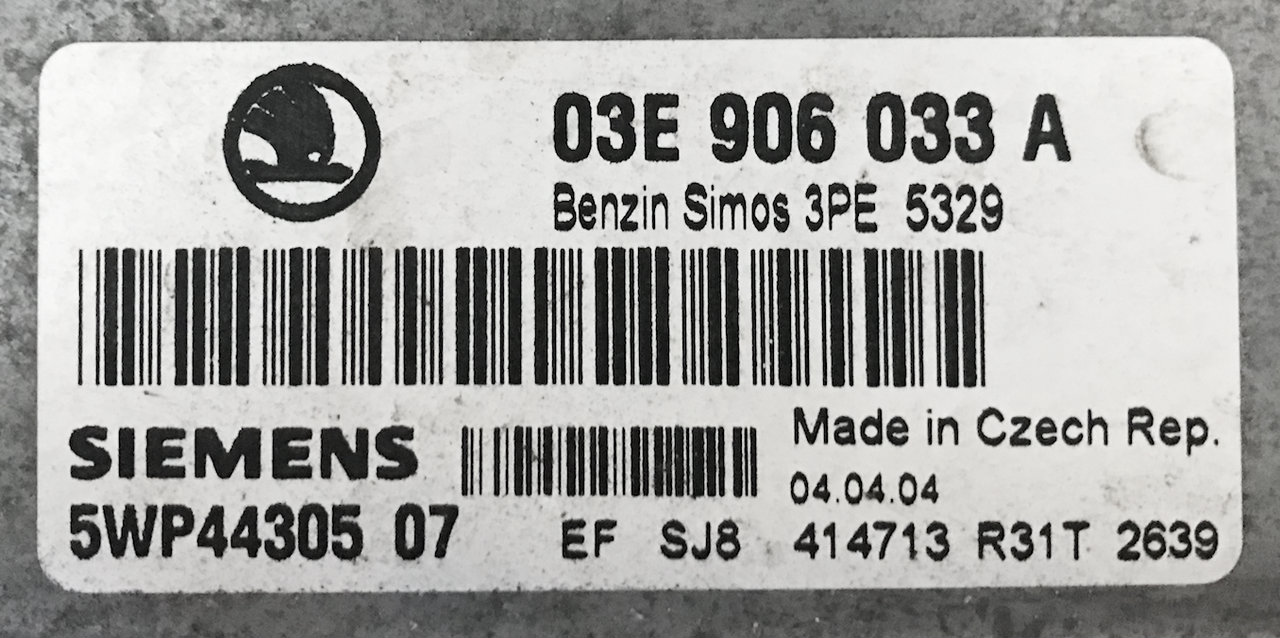 03E 906 033 A
Benzin Simos 3PE 5329
SIEMENS
Made in Czech Rep.
04.04.04
5WP44305 07 EF SJ8 414713 R31T 2639